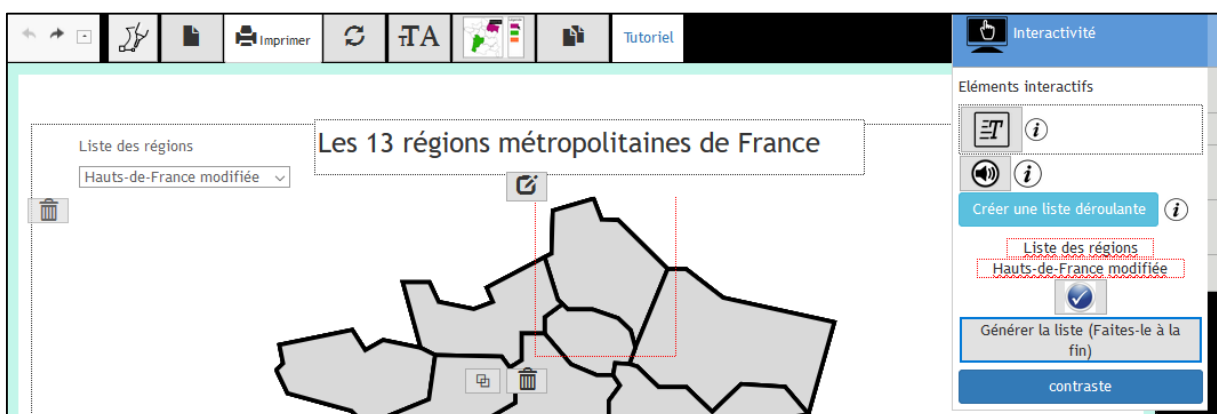 Imprimer
TA
Tutoriel
Interactivité
Eléments interactifs
T
i
i
Créer une liste déroulante
i
Liste des régions
Hauts-de-France modifiée
Générer la liste (Faites-le à la
fin)
contraste
Les 13 régions métropolitaines de France
Liste des régions
Hauts-de-France modifiée